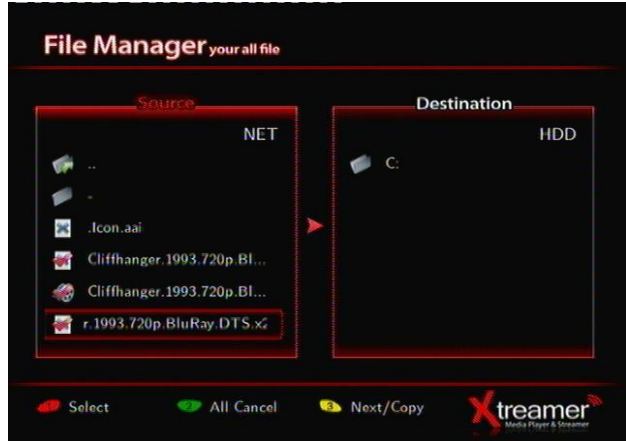 File Manager your all file
Source
NET
..
-
.Icon.aai
Cliffhanger.1993.720p.Bl...
Cliffhanger.1993.720p.Bl...
r.1993.720p.BluRay.DTS.x2
Destination
HDD
C:
1 Select
2 All Cancel
3 Next/Copy
Xtreamer
Media Player & Streamer